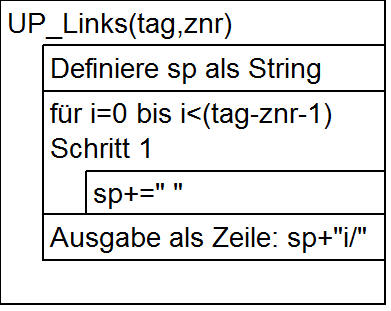 UP_Links(tag,znr)
Definiere sp als String
für i=0 bis i<(tag-znr-1)
Schritt 1
sp+=" "
Ausgabe als Zeile: sp+"i/"